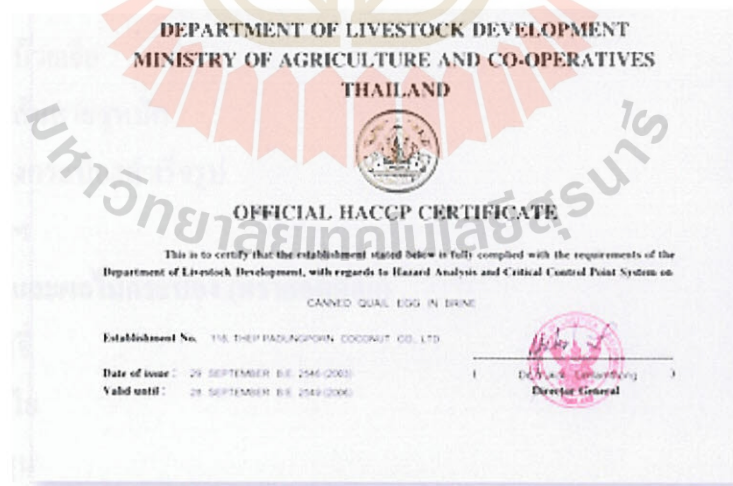 DEPARTMENT OF LIVESTOCK DEVELOPMENT
MINISTRY OF AGRICULTURE AND CO-OPERATIVES
THAILAND
มหาวิทยาลัยเทคโนโลยีสุรนารี
OFFICIAL HACCP CERTIFICATE
This is to certify that the establishment stated below is fully complied with the requirements of the
Department of Livestock Development, with regards to Hazard Analysis and Critical Control Point System on
CANNED QUAIL EGG IN BRINE
Establishment No. 118, THEP PADUNGPORN COCONUT CO., LTD.
Date of issue : 29 SEPTEMBER B.E. 2546 (2003)
Valid until : 28 SEPTEMBER B.E. 2549 (2006)
( Dr. )
Director General